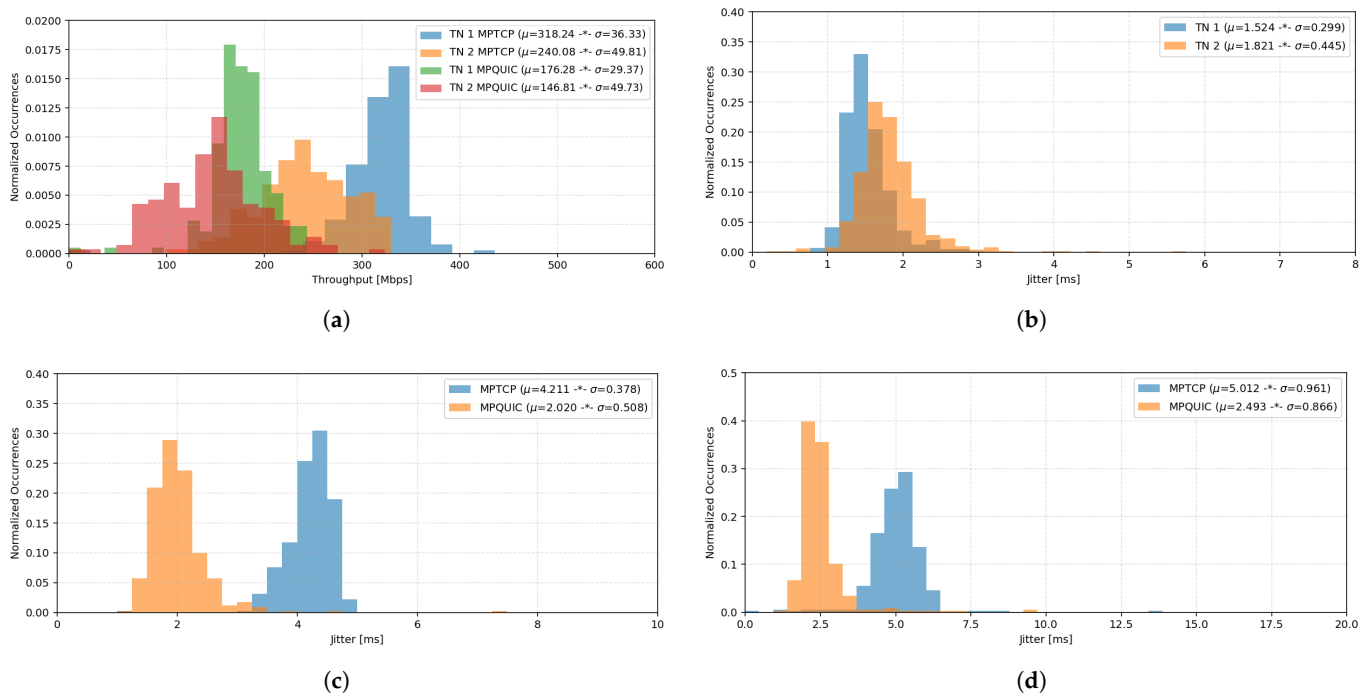 0.0200
0.0175
0.0150
0.0125
0.0100
0.0075
0.0050
0.0025
0.0000
Normalized Occurrences
TN 1 MPTCP (μ=318.24 -*- σ=36.33)
TN 2 MPTCP (μ=240.08 -*- σ=49.81)
TN 1 MPQUIC (μ=176.28 -*- σ=29.37)
TN 2 MPQUIC (μ=146.81 -*- σ=49.73)
0 100 200 300 400 500 600
Throughput [Mbps]
(a)
0.40
0.35
0.30
0.25
0.20
0.15
0.10
0.05
0.00
Normalized Occurrences
TN 1 (μ=1.524 -*- σ=0.299)
TN 2 (μ=1.821 -*- σ=0.445)
0 1 2 3 4 5 6 7 8
Jitter [ms]
(b)
0.40
0.35
0.30
0.25
0.20
0.15
0.10
0.05
0.00
Normalized Occurrences
MPTCP (μ=4.211 -*- σ=0.378)
MPQUIC (μ=2.020 -*- σ=0.508)
0 2 4 6 8 10
Jitter [ms]
(c)
0.5
0.4
0.3
0.2
0.1
0.0
Normalized Occurrences
MPTCP (μ=5.012 -*- σ=0.961)
MPQUIC (μ=2.493 -*- σ=0.866)
0.0 2.5 5.0 7.5 10.0 12.5 15.0 17.5 20.0
Jitter [ms]
(d)